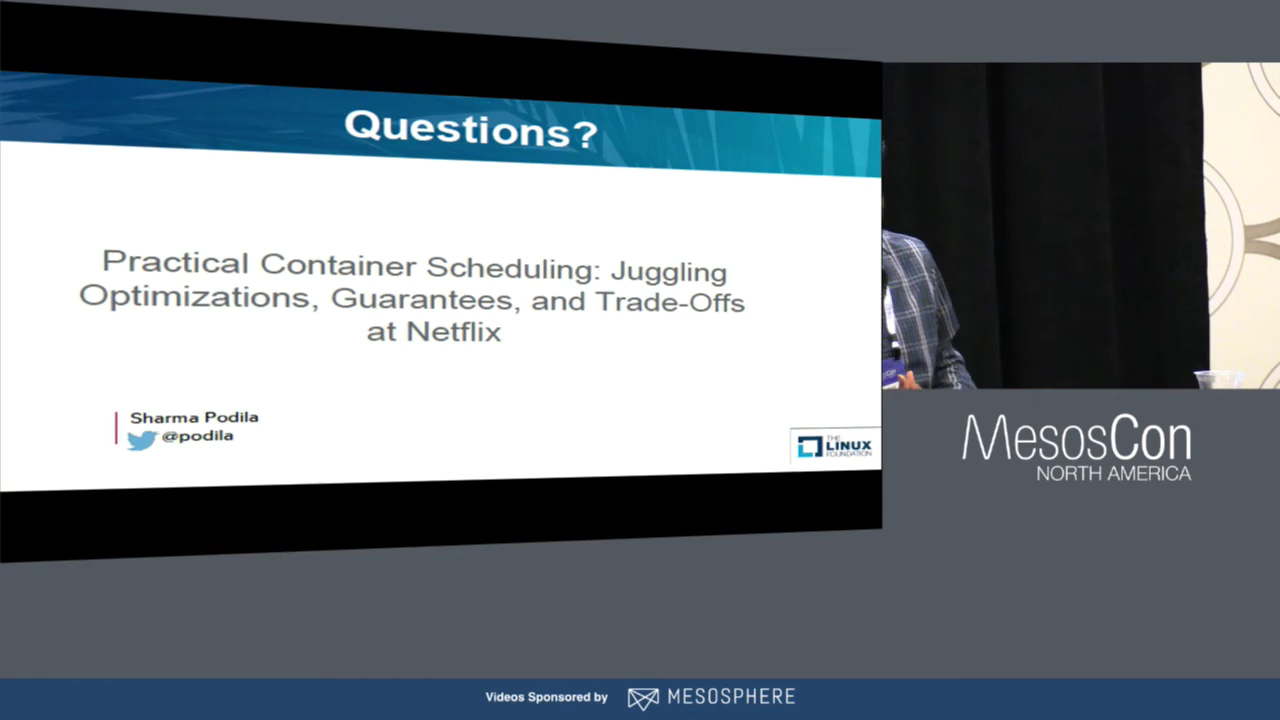 Questions?
Practical Container Scheduling: Juggling
Optimizations, Guarantees, and Trade-Offs
at Netflix
Sharma Podila
@podila
THE
LINUX
FOUNDATION
MesosCon
NORTH AMERICA
Videos Sponsored by MESOSPHERE